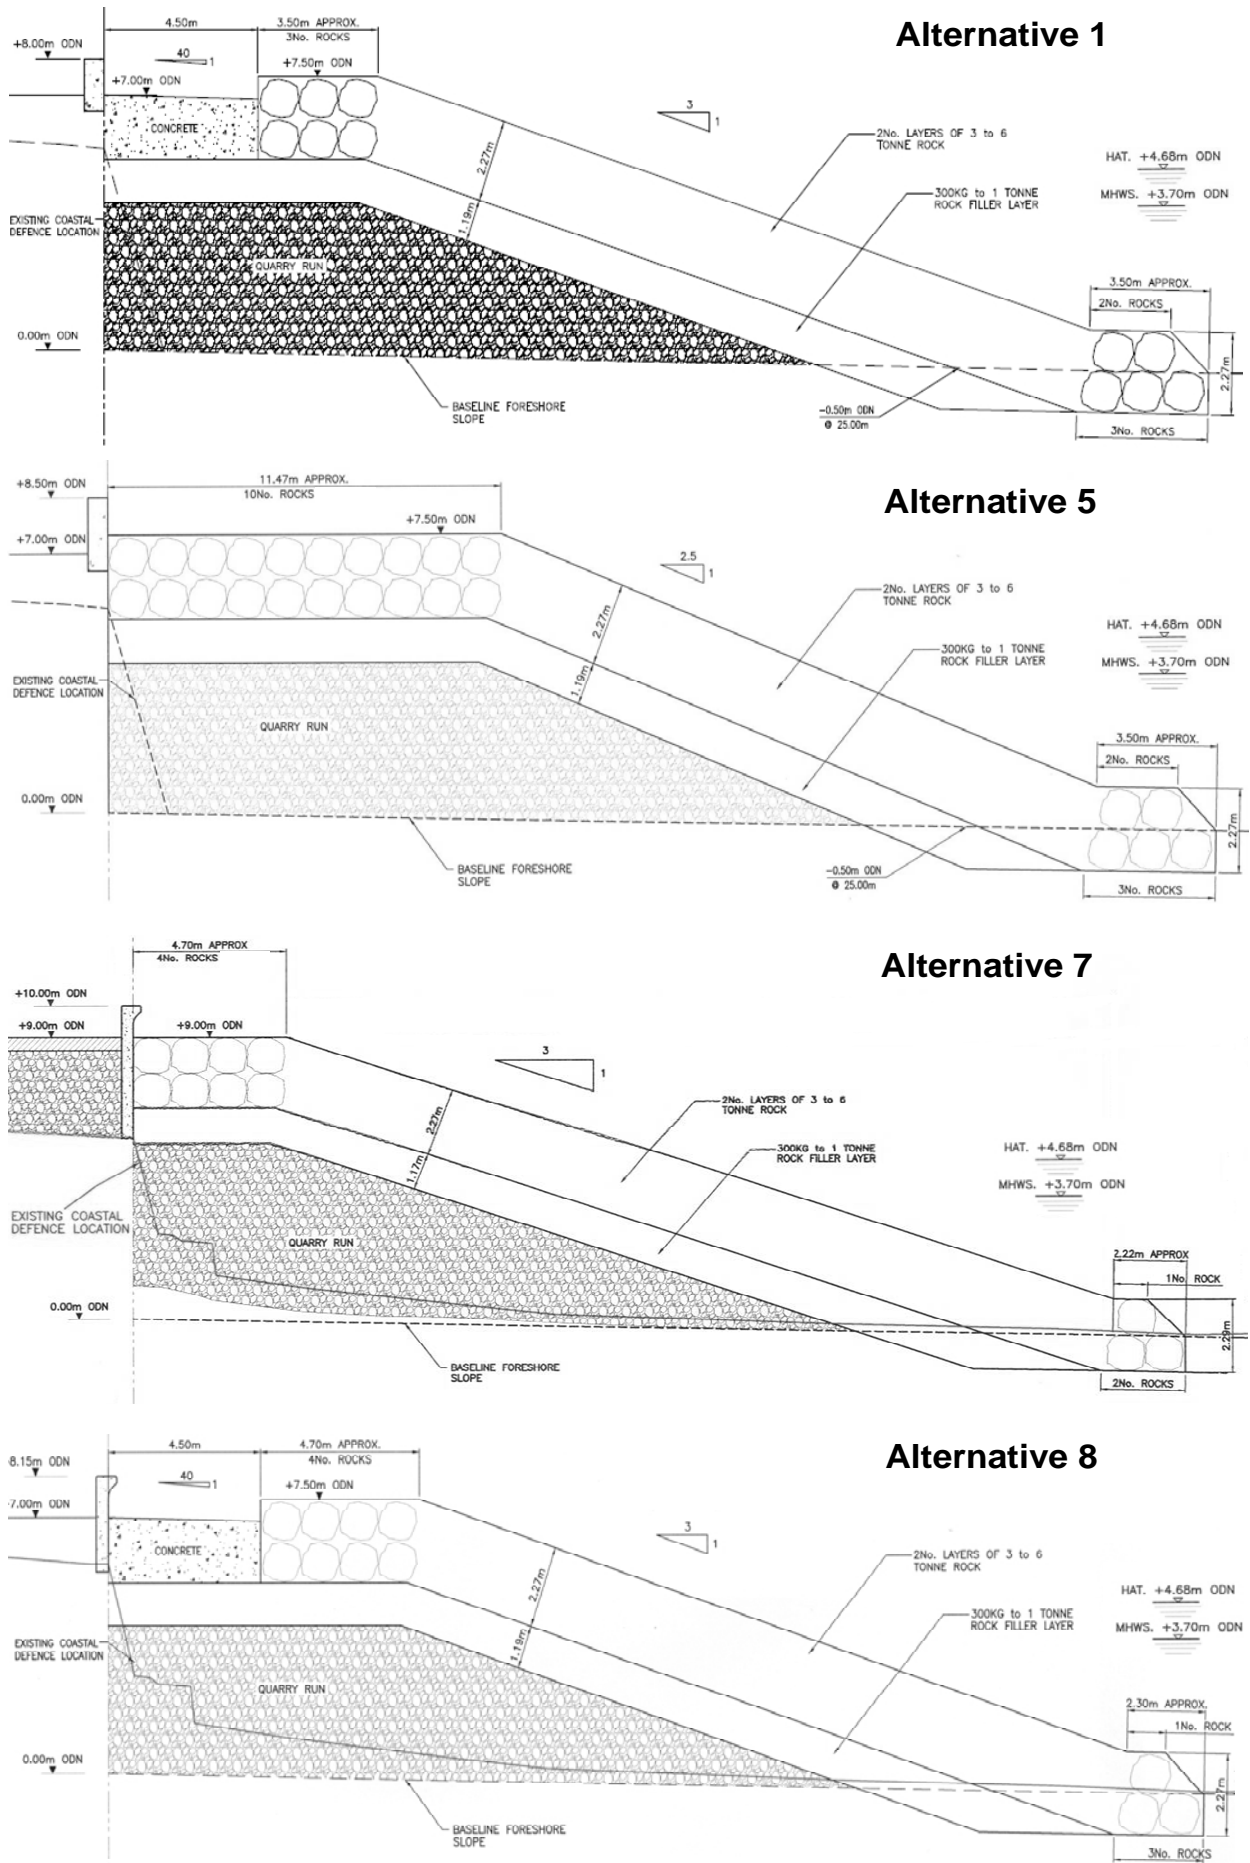 Alternative 1
4.50m
3.50m APPROX.
3No. ROCKS
+8.00m ODN
40
1
+7.50m ODN
+7.00m ODN
CONCRETE
3
1
2No. LAYERS OF 3 to 6
TONNE ROCK
2.27m
HAT. +4.68m ODN
MHWS. +3.70m ODN
300KG to 1 TONNE
ROCK FILLER LAYER
1.19m
EXISTING COASTAL
DEFENCE LOCATION
QUARRY RUN
3.50m APPROX.
2No. ROCKS
0.00m ODN
2.27m
BASELINE FORESHORE
SLOPE
-0.50m ODN
@ 25.00m
3No. ROCKS
Alternative 5
11.47m APPROX.
10No. ROCKS
+8.50m ODN
+7.50m ODN
+7.00m ODN
2.5
1
2No. LAYERS OF 3 to 6
TONNE ROCK
2.27m
HAT. +4.68m ODN
MHWS. +3.70m ODN
300KG to 1 TONNE
ROCK FILLER LAYER
1.19m
EXISTING COASTAL
DEFENCE LOCATION
QUARRY RUN
3.50m APPROX.
2No. ROCKS
0.00m ODN
2.27m
BASELINE FORESHORE
SLOPE
-0.50m ODN
@ 25.00m
3No. ROCKS
Alternative 7
4.70m APPROX
4No. ROCKS
+10.00m ODN
+9.00m ODN
+9.00m ODN
3
1
2No. LAYERS OF 3 to 6
TONNE ROCK
2.27m
300KG to 1 TONNE
ROCK FILLER LAYER
1.17m
HAT. +4.68m ODN
MHWS. +3.70m ODN
EXISTING COASTAL
DEFENCE LOCATION
QUARRY RUN
2.22m APPROX
1No. ROCK
0.00m ODN
2.29m
BASELINE FORESHORE
SLOPE
2No. ROCKS
Alternative 8
4.50m
4.70m APPROX.
4No. ROCKS
8.15m ODN
40
1
+7.50m ODN
7.00m ODN
CONCRETE
3
1
2No. LAYERS OF 3 to 6
TONNE ROCK
2.27m
HAT. +4.68m ODN
MHWS. +3.70m ODN
300KG to 1 TONNE
ROCK FILLER LAYER
1.19m
EXISTING COASTAL
DEFENCE LOCATION
QUARRY RUN
2.30m APPROX.
1No. ROCK
0.00m ODN
2.27m
BASELINE FORESHORE
SLOPE
3No. ROCKS